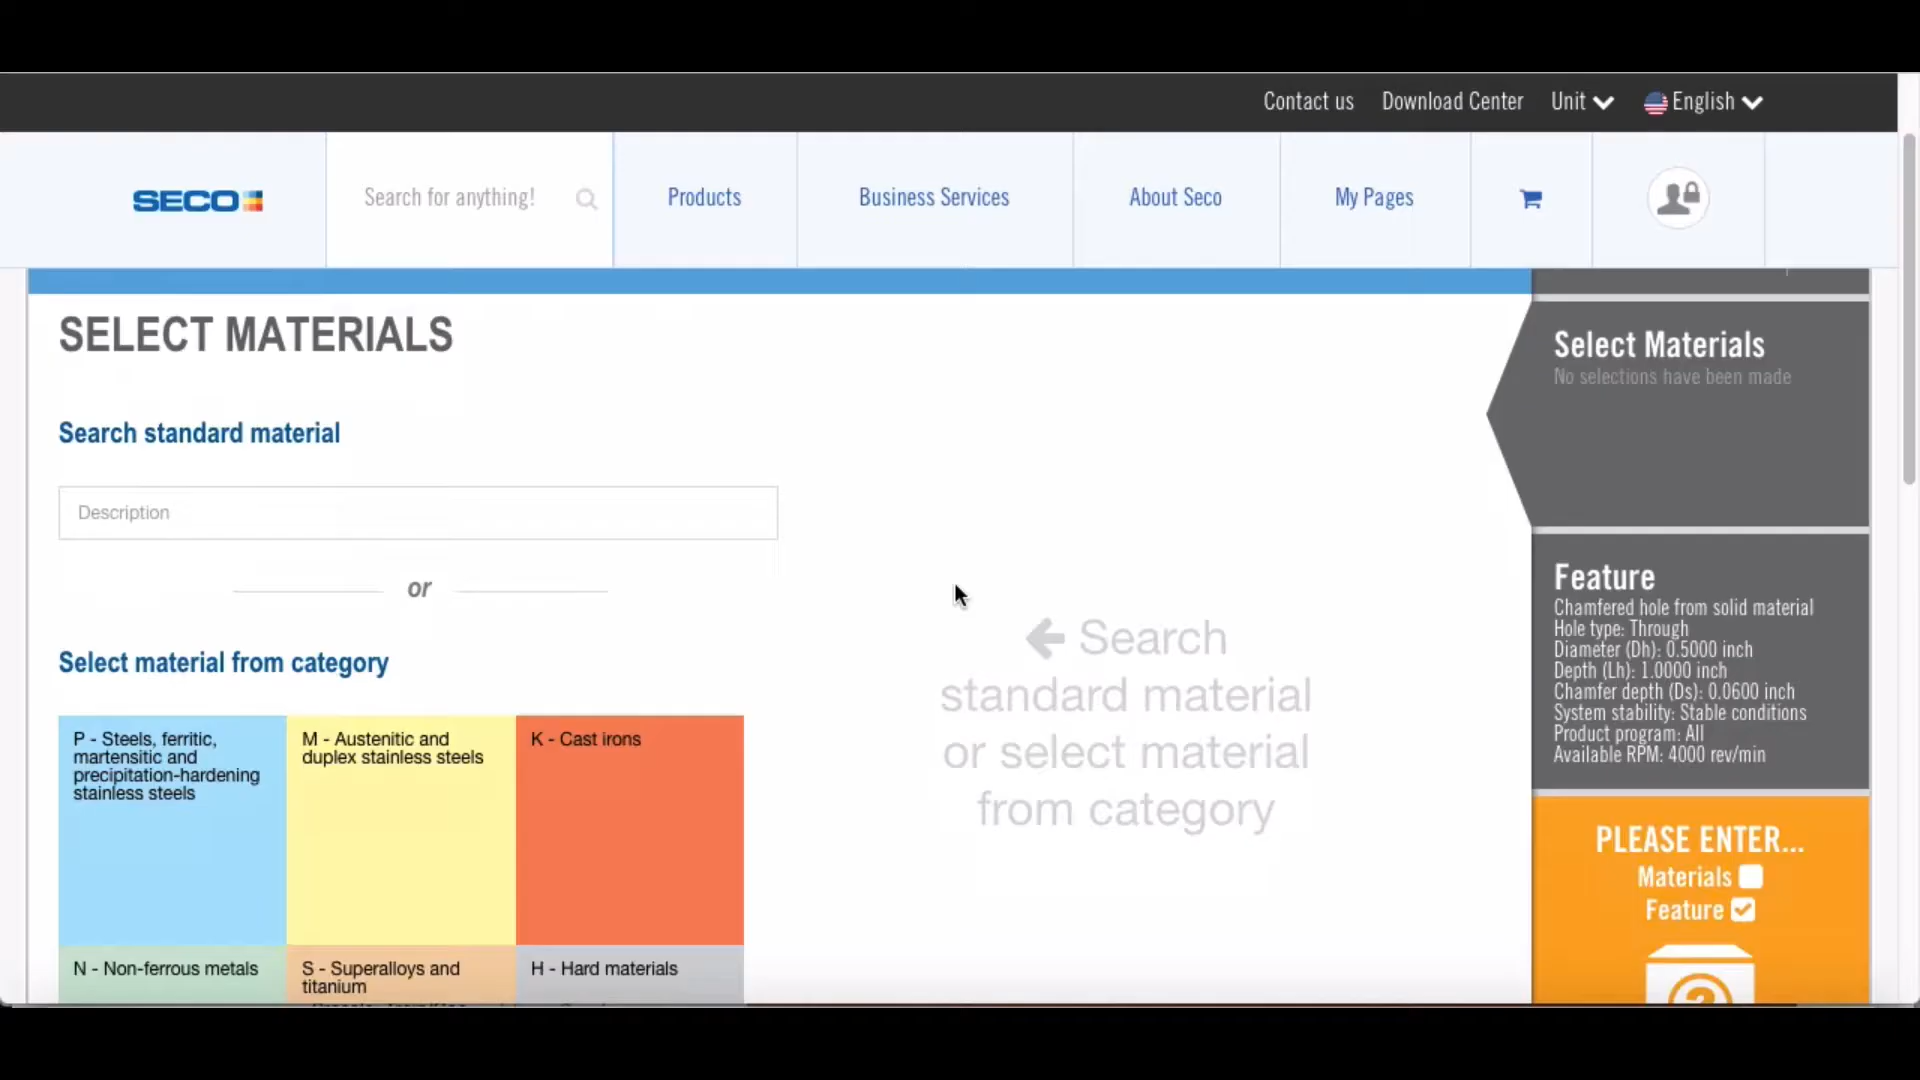 Contact us
Download Center
Unit
English
SECO
Search for anything!
Products
Business Services
About Seco
My Pages
SELECT MATERIALS
Search standard material
Description
or
Select material from category
P - Steels, ferritic,
martensitic and
precipitation-hardening
stainless steels
M - Austenitic and
duplex stainless steels
K - Cast irons
N - Non-ferrous metals
S - Superalloys and
titanium
H - Hard materials
Search
standard material
or select material
from category
Select Materials
No selections have been made
Feature
Chamfered hole from solid material
Hole type: Through
Diameter (Dh): 0.5000 inch
Depth (Lh): 1.0000 inch
Chamfer depth (Ds): 0.0600 inch
System stability: Stable conditions
Product program: All
Available RPM: 4000 rev/min
PLEASE ENTER...
Materials
Feature
?